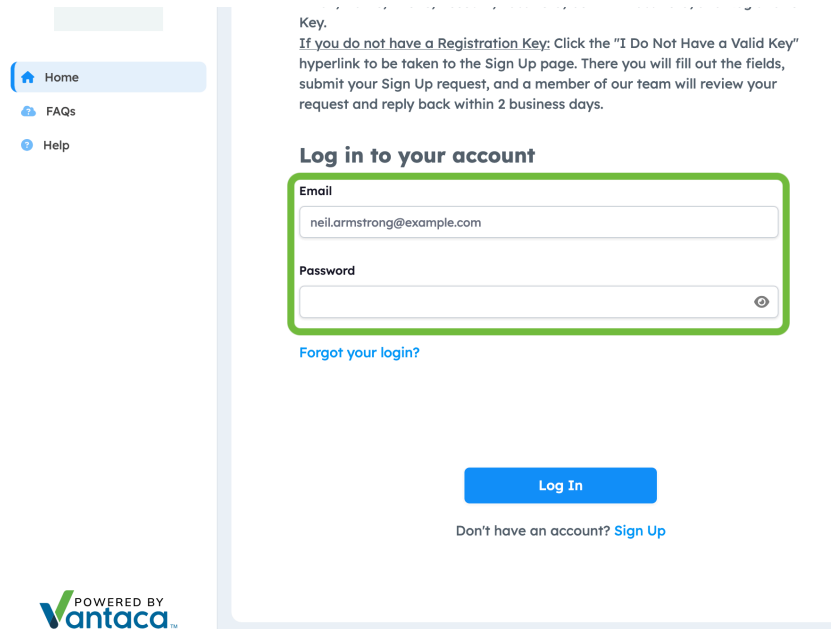 Key.
If you do not have a Registration Key: Click the "I Do Not Have a Valid Key"
hyperlink to be taken to the Sign Up page. There you will fill out the fields,
submit your Sign Up request, and a member of our team will review your
request and reply back within 2 business days.
Home
FAQs
Help
Log in to your account
Email
neil.armstrong@example.com
Password
Forgot your login?
Log In
Don't have an account? Sign Up
POWERED BY
Vantaca™